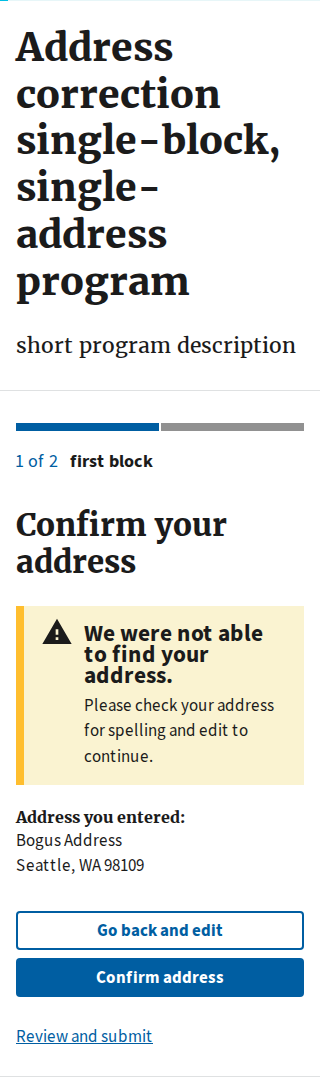 Address
correction
single-block,
single-
address
program
short program description
1 of 2 first block
Confirm your
address
We were not able
to find your
address.
Please check your address
for spelling and edit to
continue.
Address you entered:
Bogus Address
Seattle, WA 98109
Go back and edit
Confirm address
Review and submit